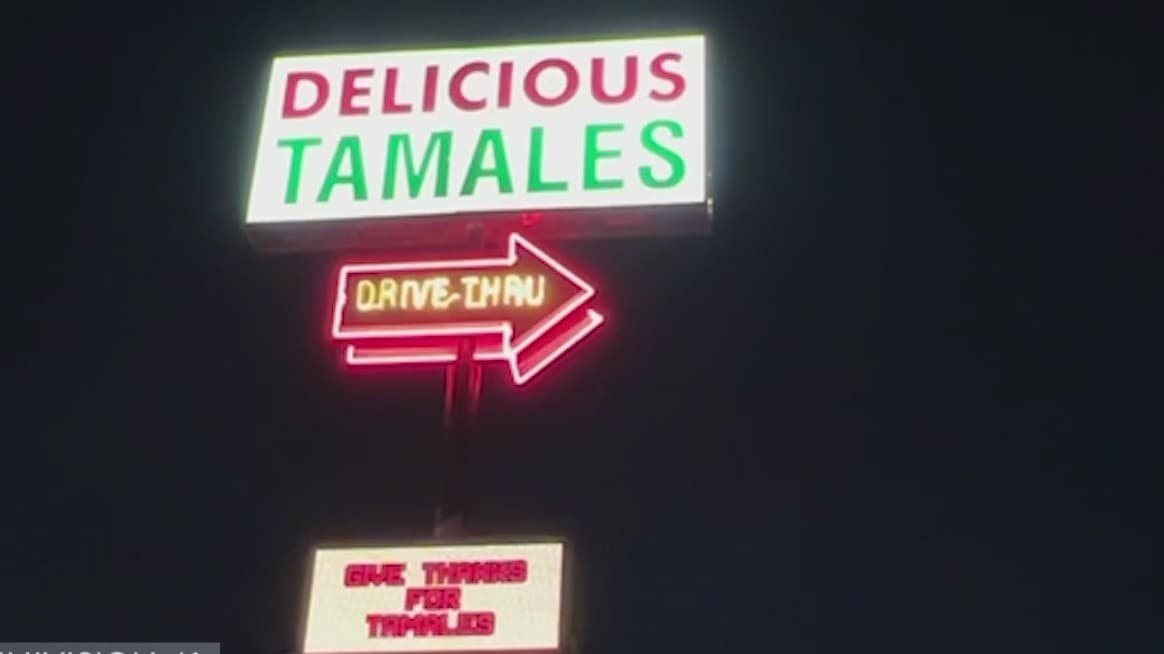 DELICIOUS
TAMALES
DRIVE-THRU
GIVE THANKS
FOR
TAMALES